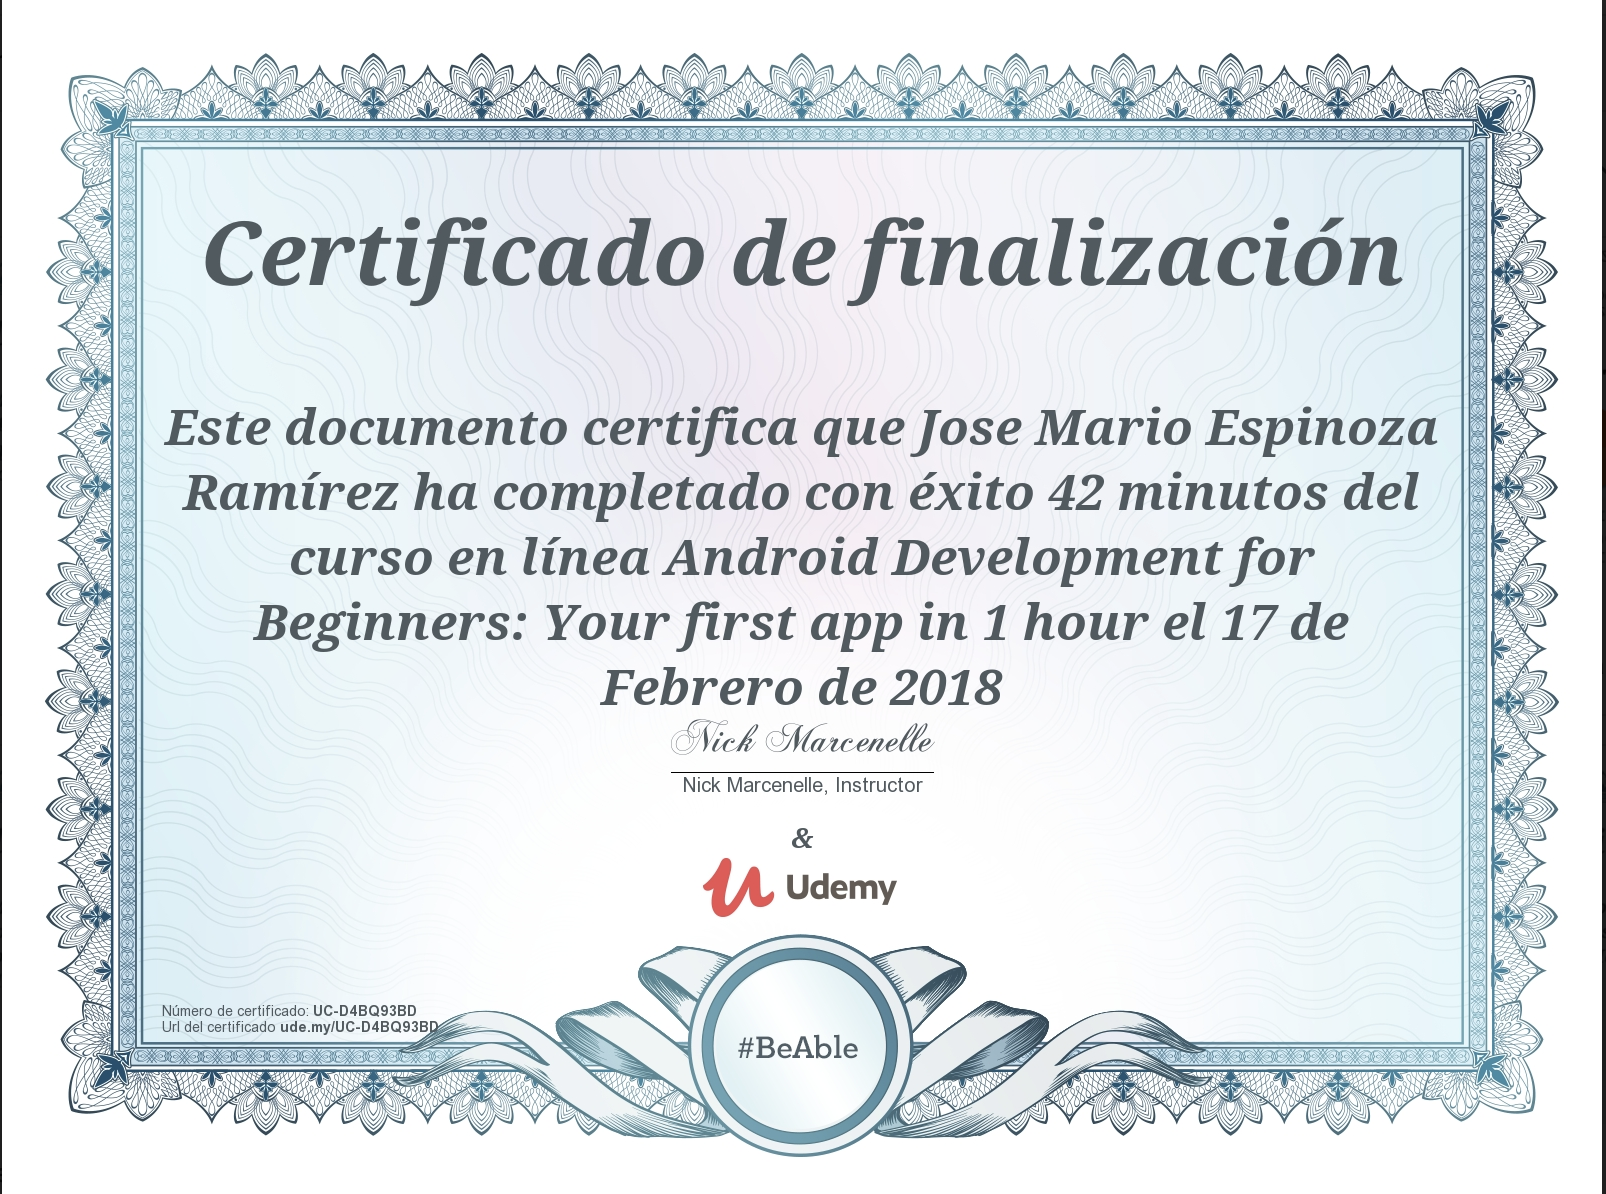 Certificado de finalización
Este documento certifica que Jose Mario Espinoza
Ramírez ha completado con éxito 42 minutos del
curso en línea Android Development for
Beginners: Your first app in 1 hour el 17 de
Febrero de 2018
Nick Marcenelle
Nick Marcenelle, Instructor
&
Udemy
Número de certificado: UC-D4BQ93BD
Url del certificado ude.my/UC-D4BQ93BD
#BeAble